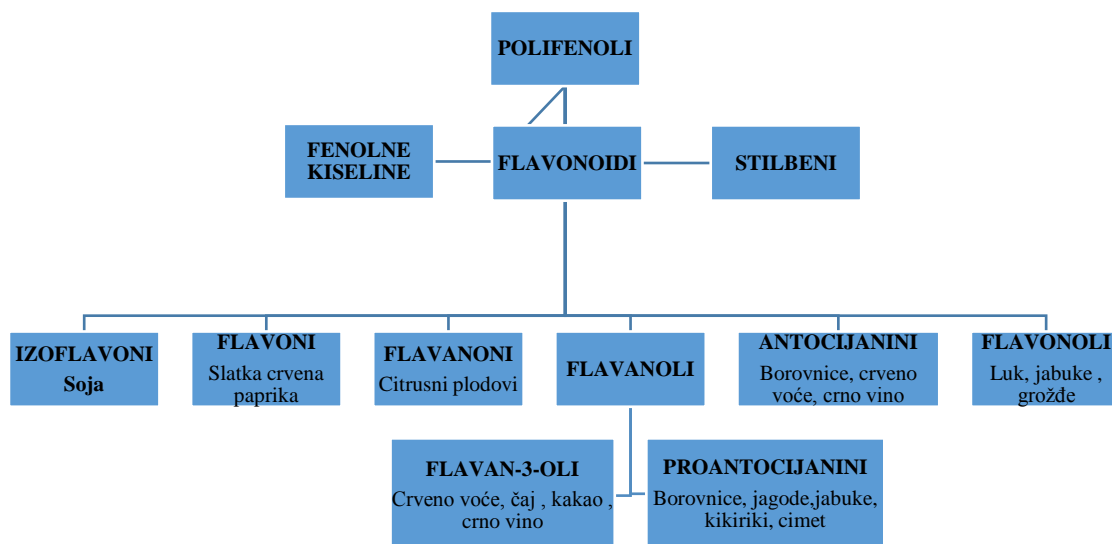 POLIFENOLI
FENOLNE
KISELINE
FLAVONOIDI
STILBENI
IZOFLAVONI
Soja
FLAVONI
Slatka crvena
paprika
FLAVANONI
Citrusni plodovi
FLAVANOLI
ANTOCIJANINI
Borovnice, crveno
voće, crno vino
FLAVONOLI
Luk, jabuke ,
grožđe
FLAVAN-3-OLI
Crveno voće, čaj , kakao ,
crno vino
PROANTOCIJANINI
Borovnice, jagode,jabuke,
kikiriki, cimet